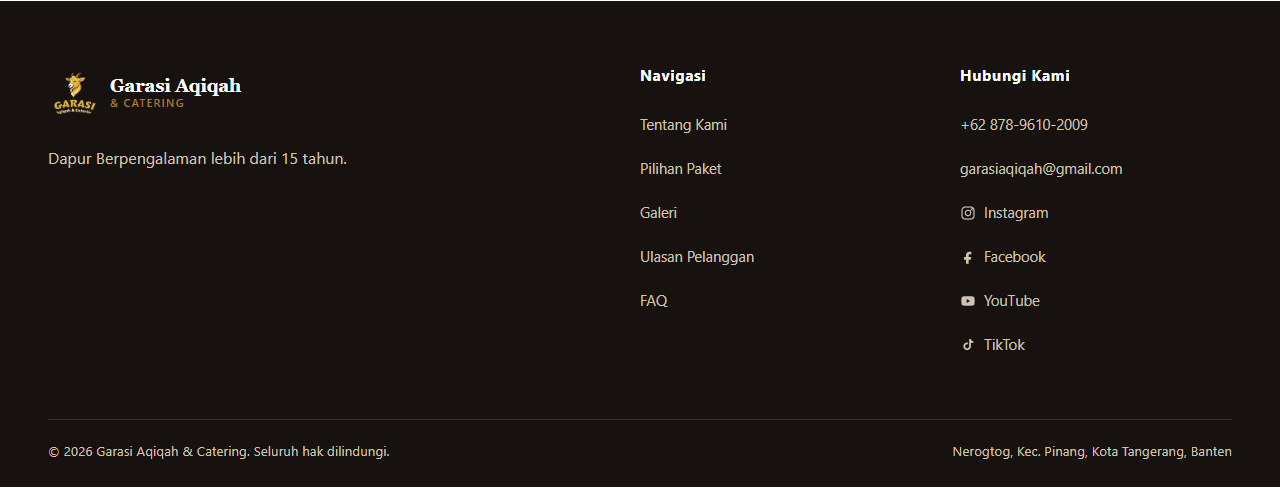 GARASI
Aqiqah & Catering
Garasi Aqiqah
& CATERING
Dapur Berpengalaman lebih dari 15 tahun.
Navigasi
Tentang Kami
Pilihan Paket
Galeri
Ulasan Pelanggan
FAQ
Hubungi Kami
+62 878-9610-2009
garasiaqiqah@gmail.com
Instagram
Facebook
YouTube
TikTok
© 2026 Garasi Aqiqah & Catering. Seluruh hak dilindungi.
Nerogtog, Kec. Pinang, Kota Tangerang, Banten